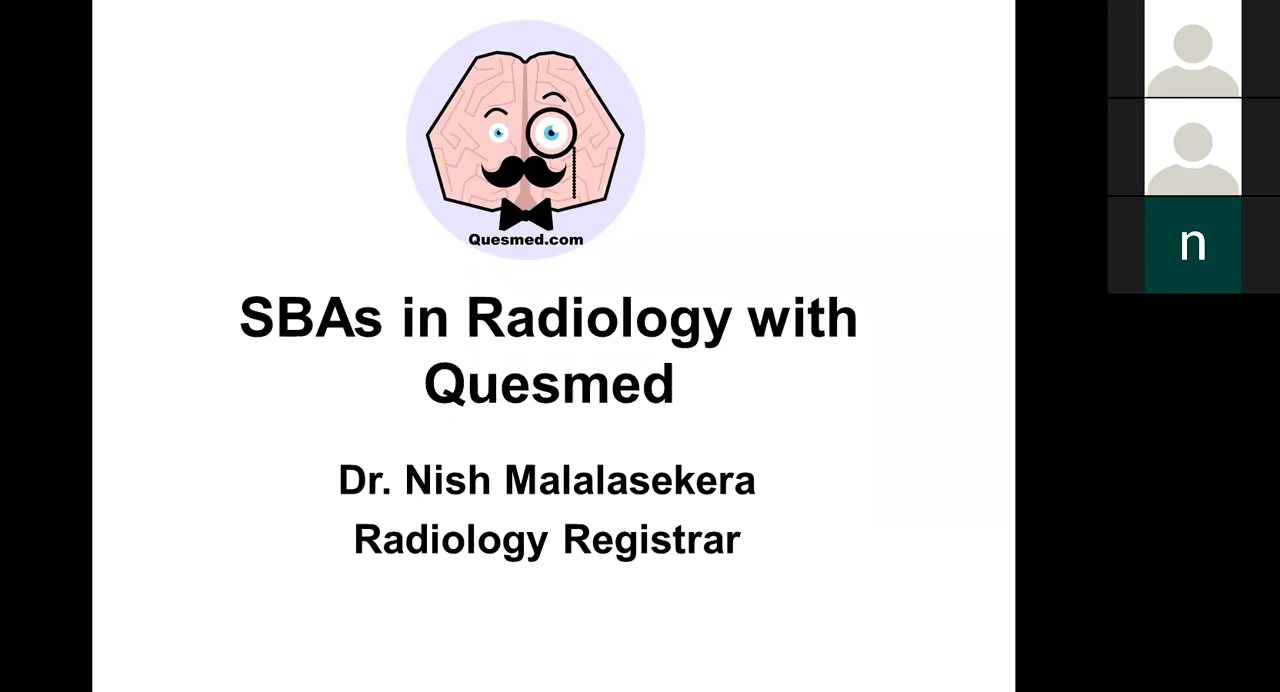 Quesmed.com
SBAs in Radiology with
Quesmed
Dr. Nish Malalasekera
Radiology Registrar
n